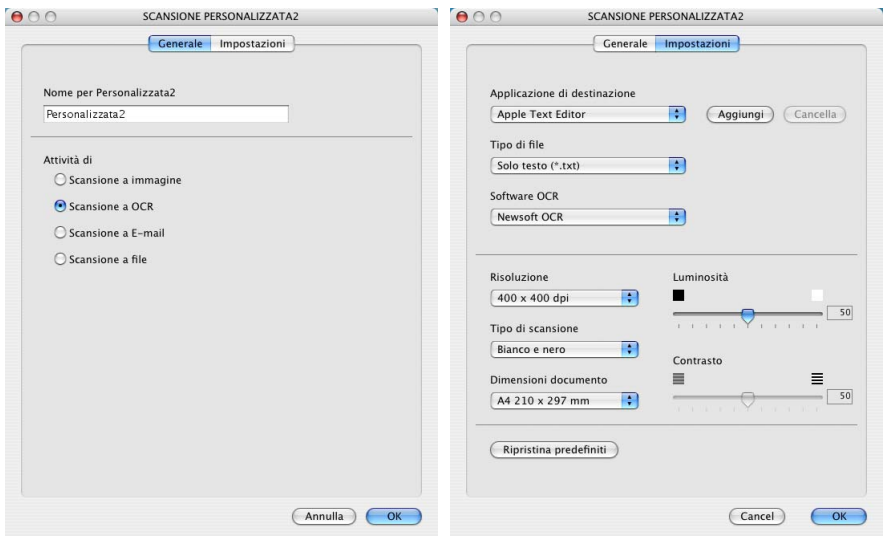 SCANSIONE PERSONALIZZATA2
Generale Impostazioni
Nome per Personalizzata2
Personalizzata2
Attività di
Scansione a immagine
Scansione a OCR
Scansione a E-mail
Scansione a file
Annulla OK
SCANSIONE PERSONALIZZATA2
Generale Impostazioni
Applicazione di destinazione
Apple Text Editor Aggiungi Cancella
Tipo di file
Solo testo (*.txt)
Software OCR
Newsoft OCR
Risoluzione
400 x 400 dpi
Tipo di scansione
Bianco e nero
Dimensioni documento
A4 210 x 297 mm
Luminosità
50
Contrasto
50
Ripristina predefiniti
Cancel OK